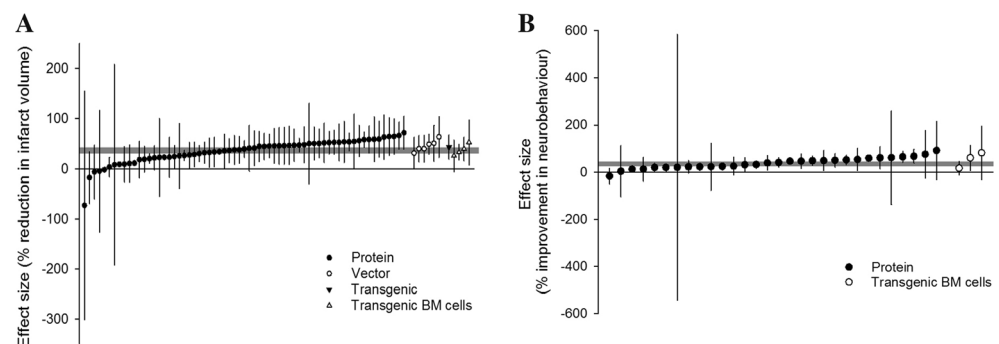 A
Effect size (% reduction in infarct volume)
200
100
0
-100
-200
-300
Protein
Vector
Transgenic
Transgenic BM cells
B
Effect size
(% improvement in neurobehaviour)
600
400
200
0
-200
-400
-600
Protein
Transgenic BM cells